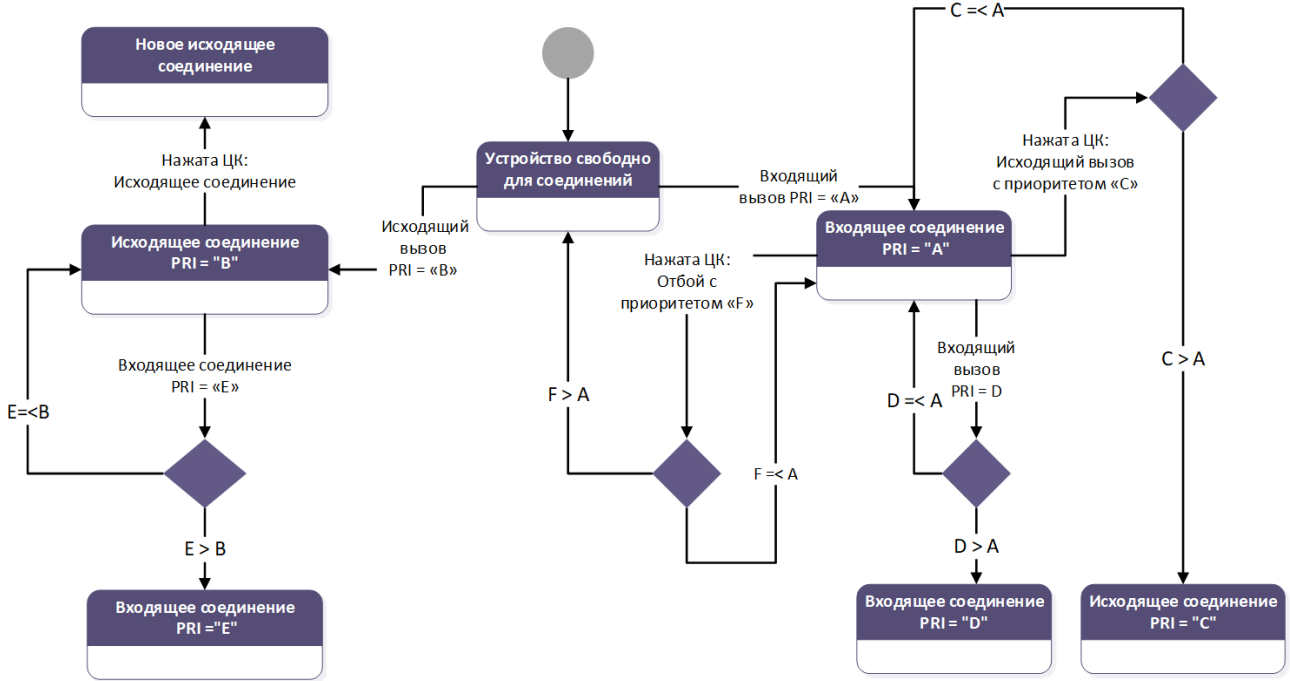 C =< A
Новое исходящее
соединение
Нажата ЦК:
Исходящее соединение
Устройство свободно
для соединений
Входящий
вызов PRI = «A»
Нажата ЦК:
Исходящий вызов
с приоритетом «C»
Исходящее соединение
PRI = "B"
Исходящий
вызов
PRI = «B»
Входящее соединение
PRI = "A"
Нажата ЦК:
Отбой с
приоритетом «F»
Входящее соединение
PRI = «E»
Входящий
вызов
PRI = D
C > A
E=<B
F > A
D =< A
F =< A
E > B
D > A
Входящее соединение
PRI ="E"
Входящее соединение
PRI = "D"
Исходящее соединение
PRI = "C"